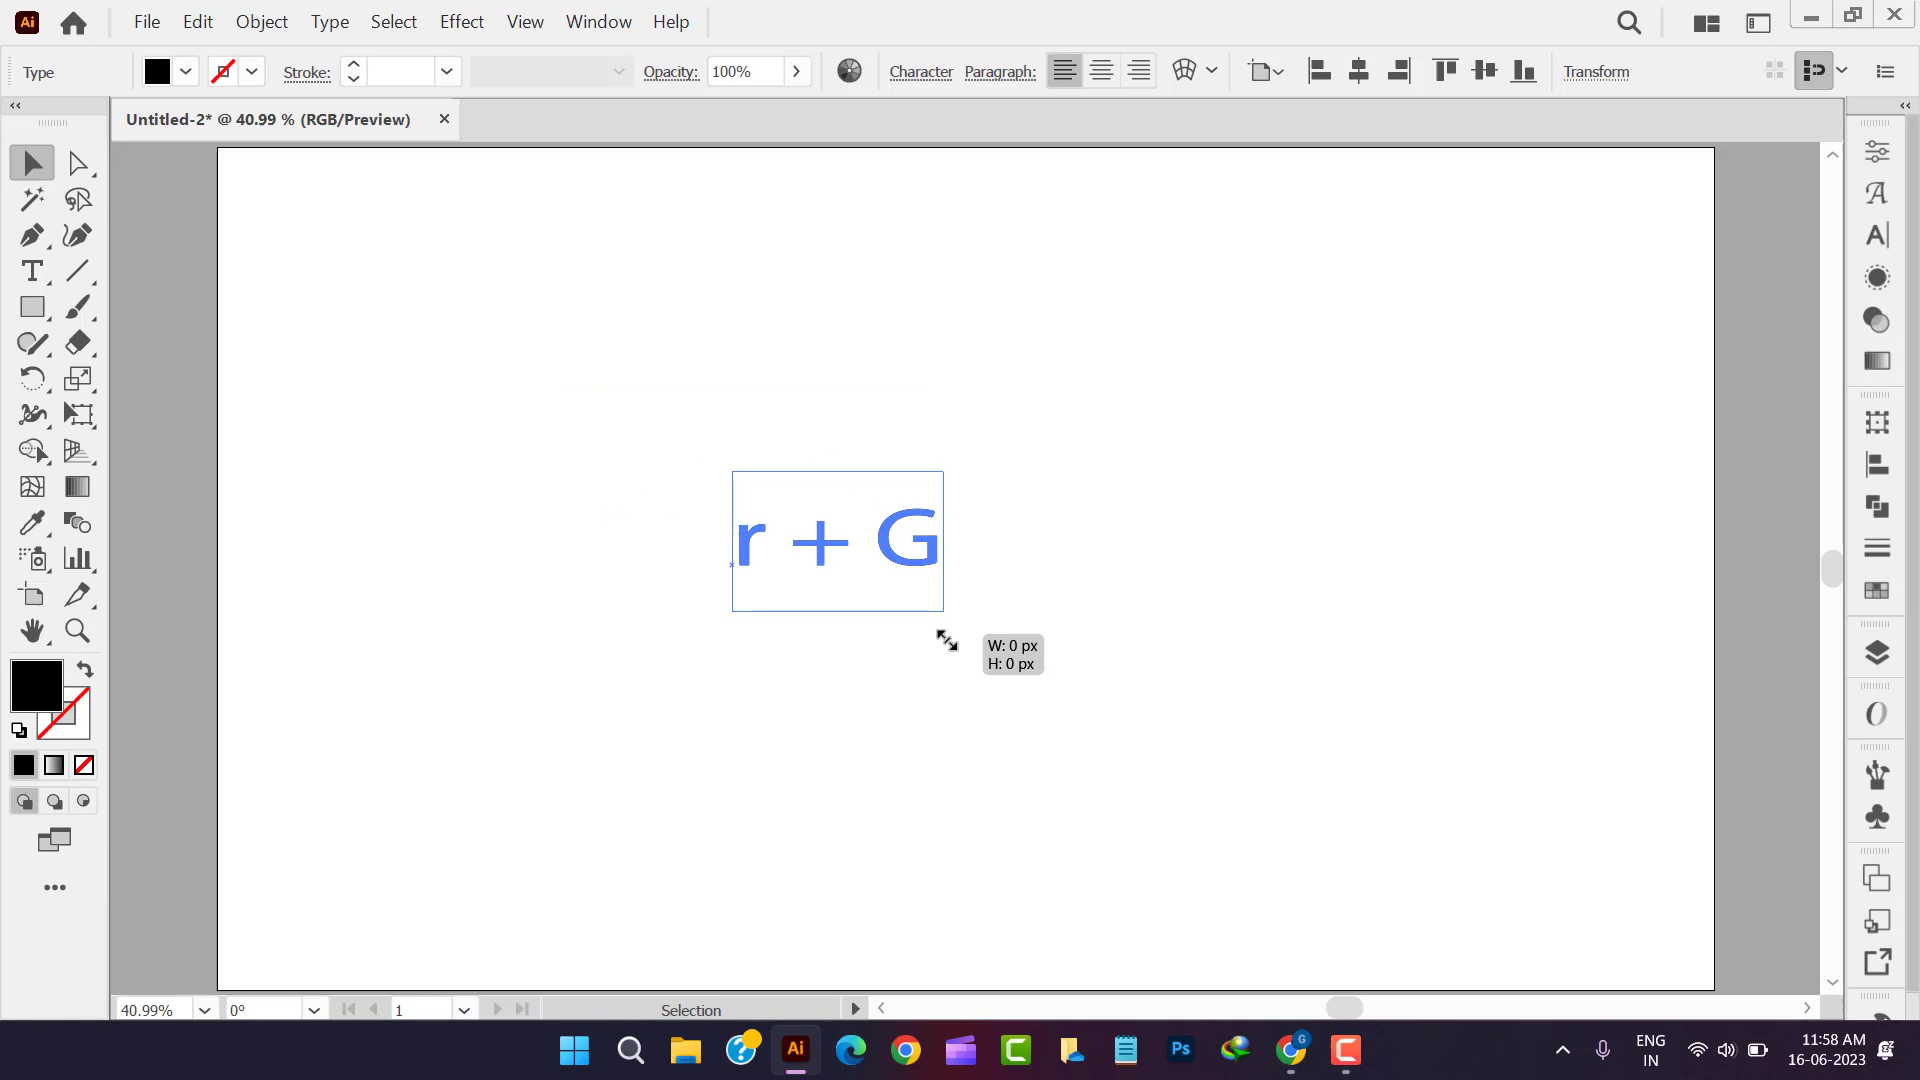 File Edit Object Type Select Effect View Window Help
Type Stroke: Opacity: 100% Character Paragraph: Transform
Untitled-2* @ 40.99 % (RGB/Preview)
r + G
W: 0 px
H: 0 px
40.99% 0° 1 Selection
ENG
IN
11:58 AM
16-06-2023